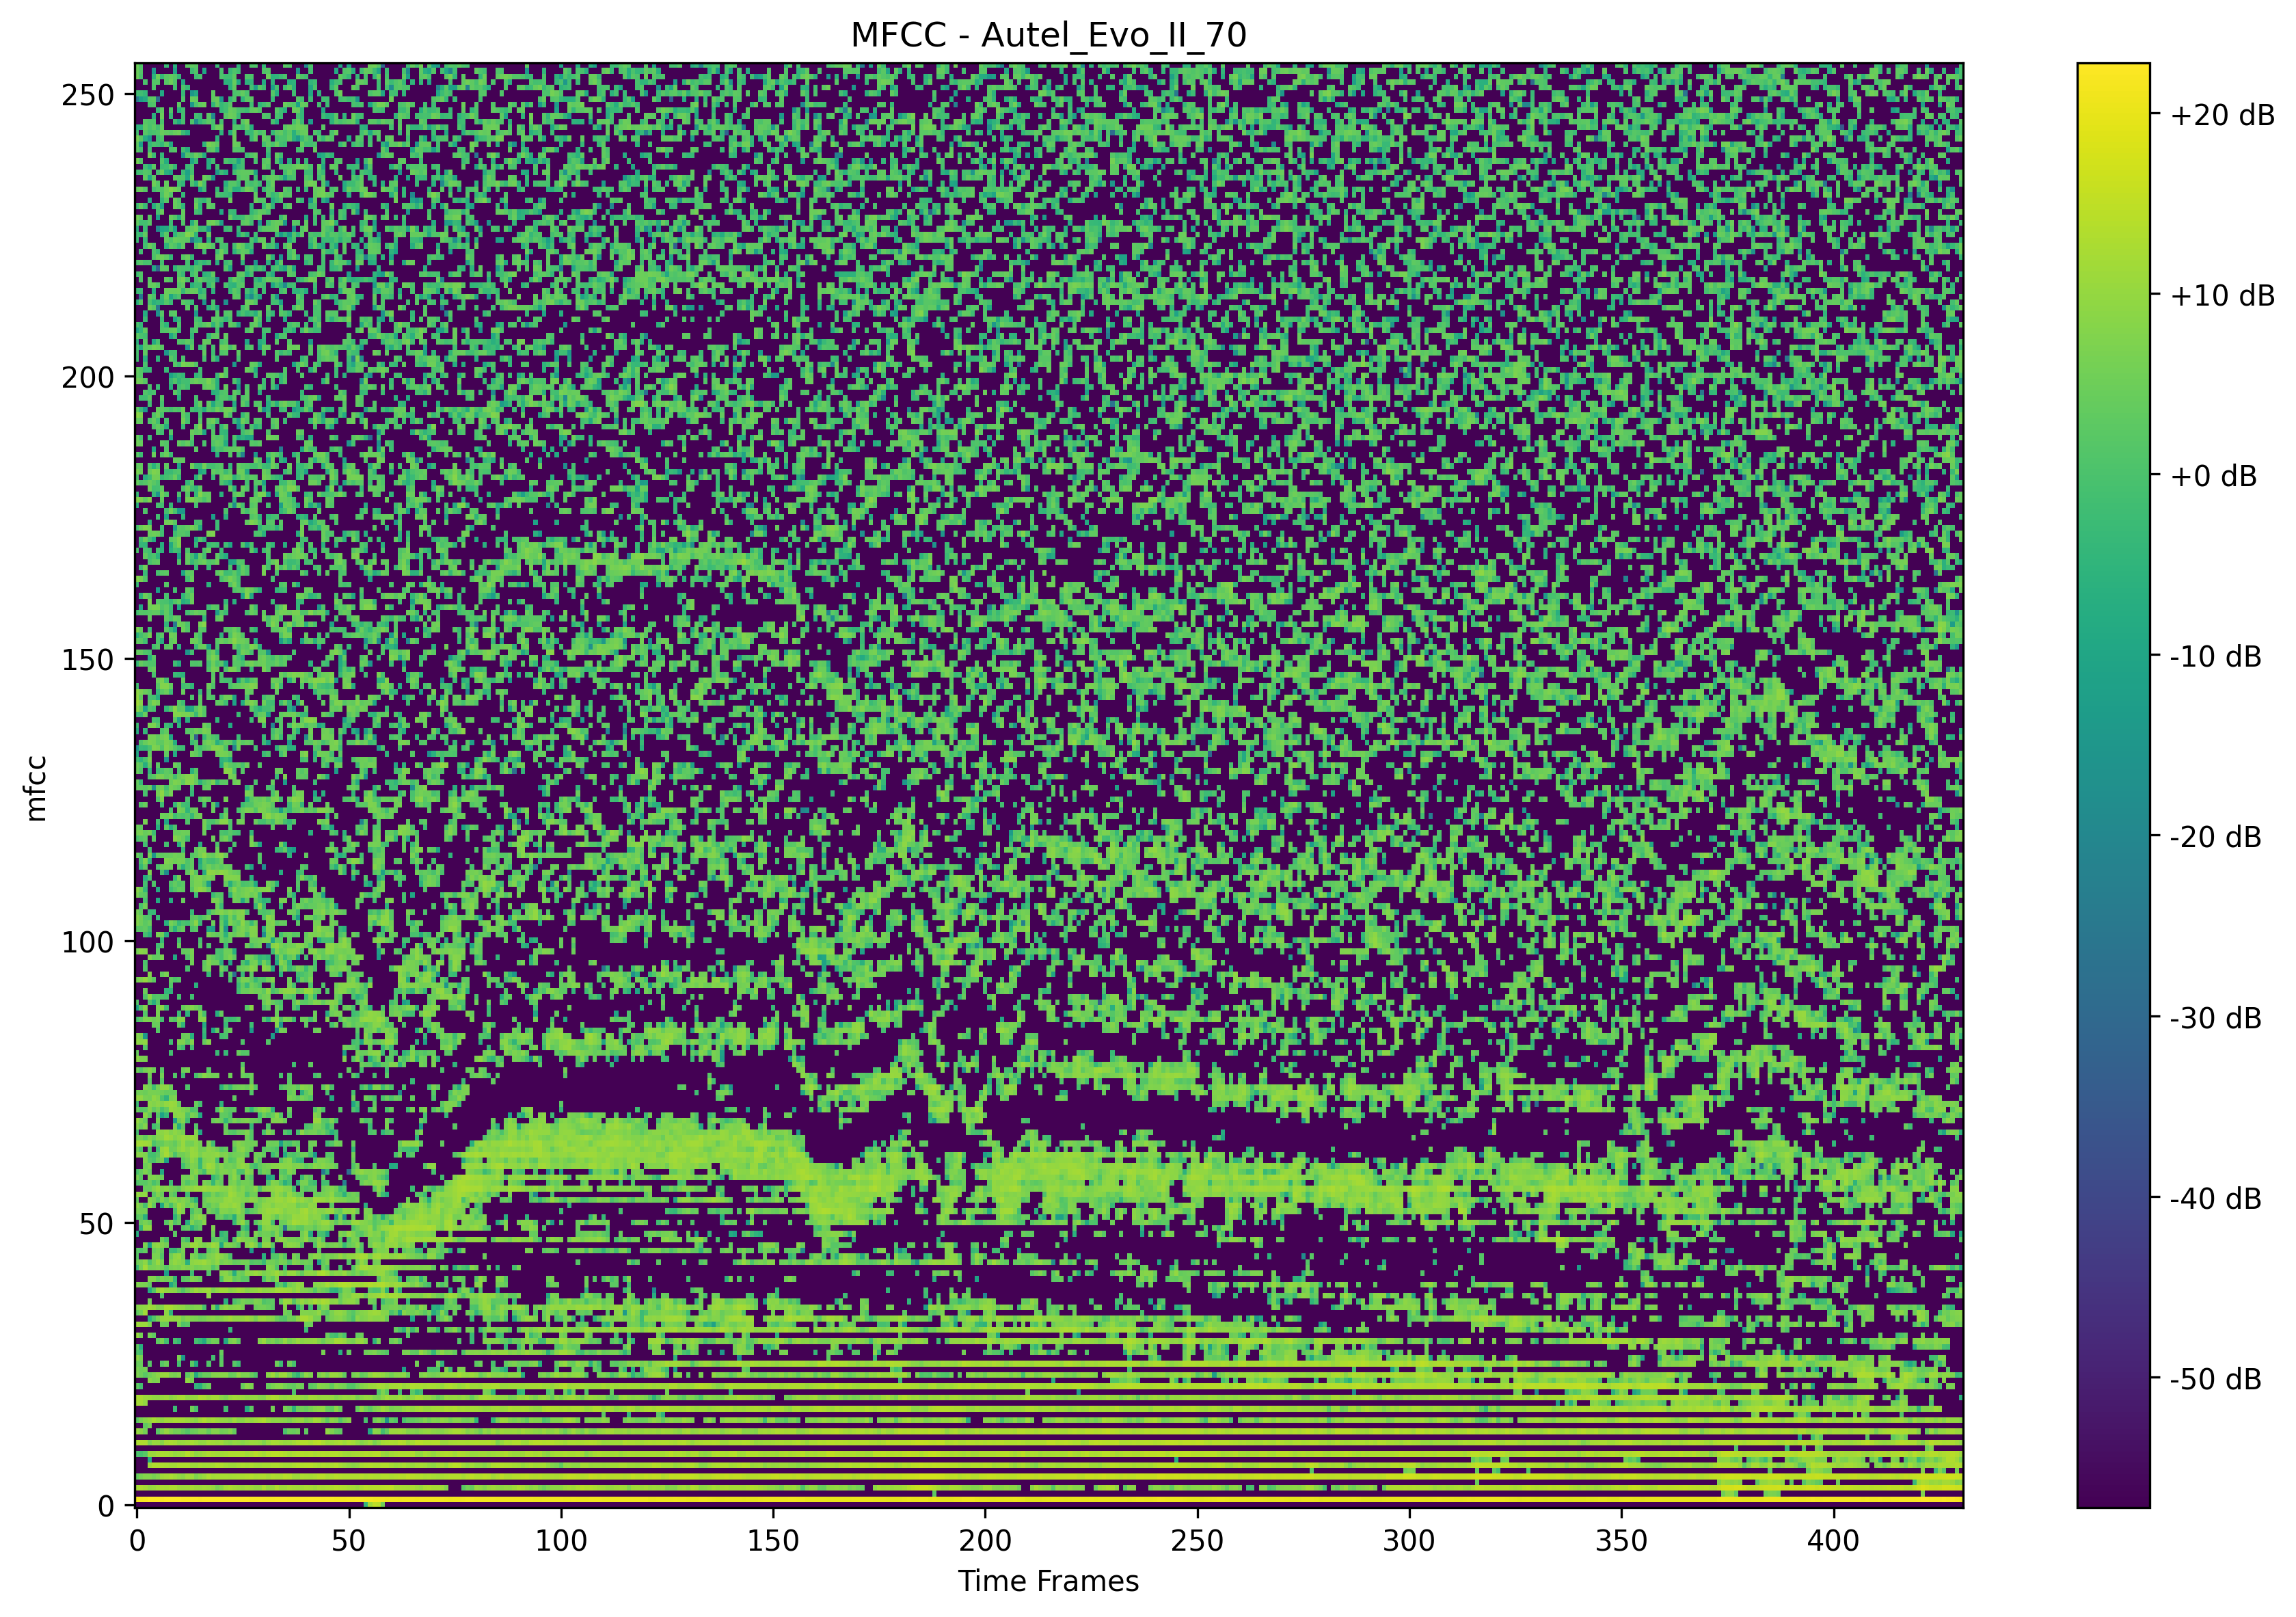 MFCC - Autel_Evo_II_70
250
200
150
100
50
0
mfcc
0 50 100 150 200 250 300 350 400
Time Frames
+20 dB
+10 dB
+0 dB
-10 dB
-20 dB
-30 dB
-40 dB
-50 dB